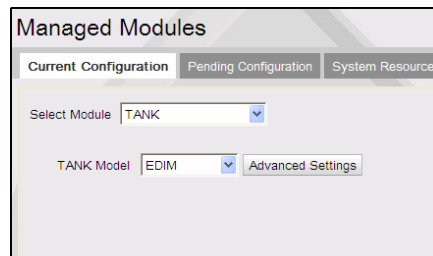 Managed Modules
Current Configuration Pending Configuration System Resource
Select Module TANK
TANK Model EDIM Advanced Settings